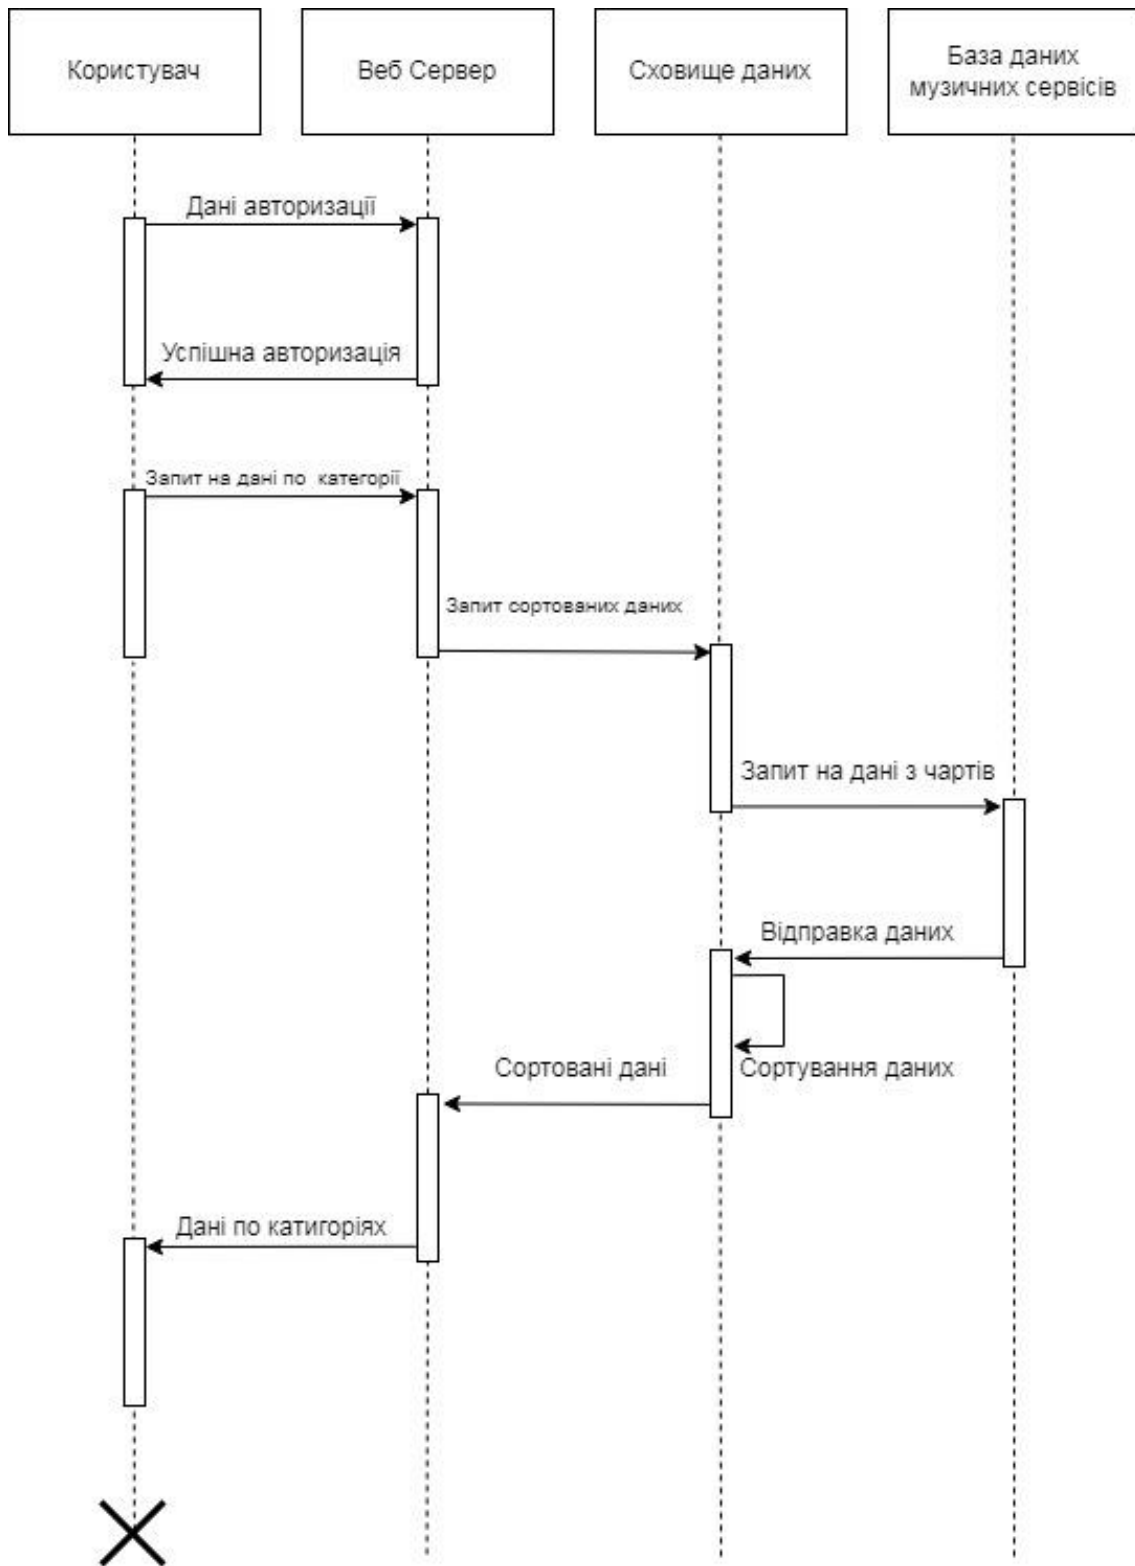 Користувач
Веб Сервер
Сховище даних
База даних
музичних сервісів
Дані авторизації
Успішна авторизація
Запит на дані по категорії
Запит сортованих даних
Запит на дані з чартів
Відправка даних
Сортовані дані
Сортування даних
Дані по катигоріях